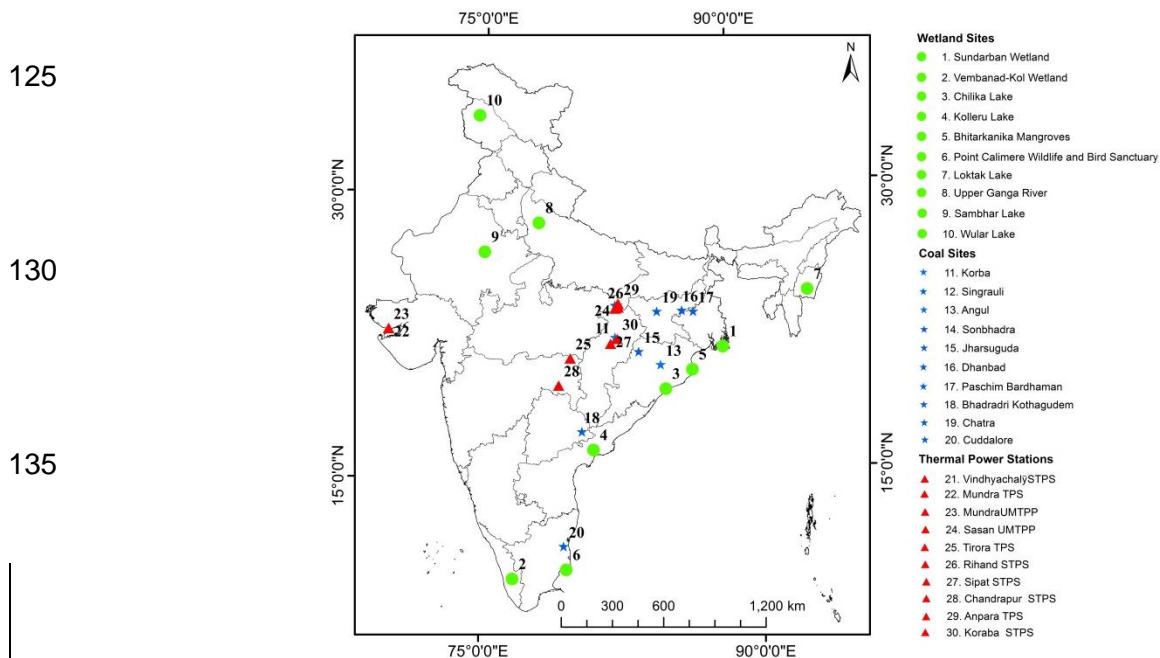 125
130
135
75°0'0"E
90°0'0"E
N
30°0'0"N
30°0'0"N
15°0'0"N
15°0'0"N
10
8
9
7
29
26
24
19
16
17
23
22
11
30
27
25
15
13
5
1
28
3
18
4
20
6
2
0
300
600
1,200 km
75°0'0"E
90°0'0"E
Wetland Sites
1. Sundarban Wetland
2. Vembanad-Kol Wetland
3. Chilika Lake
4. Kolleru Lake
5. Bhitarkanika Mangroves
6. Point Calimere Wildlife and Bird Sanctuary
7. Loktak Lake
8. Upper Ganga River
9. Sambhar Lake
10. Wular Lake
Coal Sites
11. Korba
12. Singrauli
13. Angul
14. Sonbhadra
15. Jharsuguda
16. Dhanbad
17. Paschim Bardhaman
18. Bhadradri Kothagudem
19. Chatra
20. Cuddalore
Thermal Power Stations
21. VindhyachalÿSTPS
22. Mundra TPS
23. MundraUMTPP
24. Sasan UMTPP
25. Tirora TPS
26. Rihand STPS
27. Sipat STPS
28. Chandrapur STPS
29. Anpara TPS
30. Koraba STPS